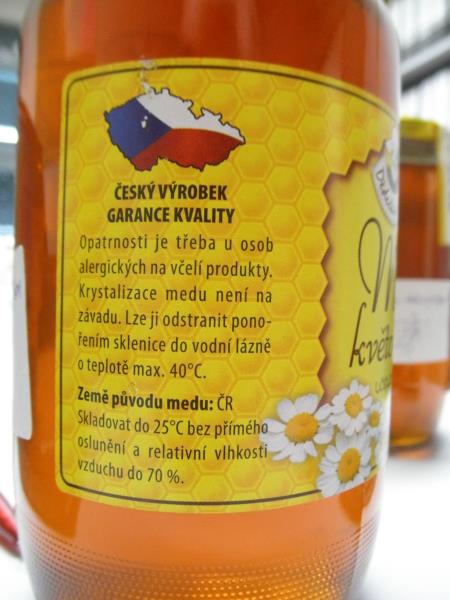 ČESKÝ VÝROBEK
GARANCE KVALITY
Opatrnosti je třeba u osob
alergických na včelí produkty.
Krystalizace medu není na
závadu. Lze ji odstranit pono-
řením sklenice do vodní lázně
o teplotě max. 40°C.
Země původu medu: ČR
Skladovat do 25°C bez přímého
oslunění a relativní vlhkosti
vzduchu do 70 %.